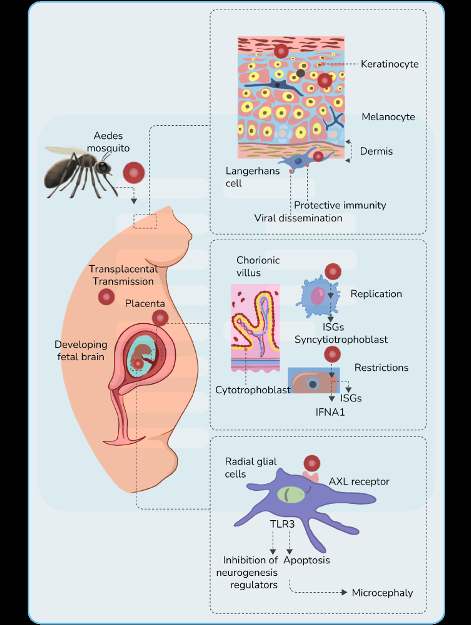 Aedes
mosquito
Transplacental
Transmission
Placenta
Developing
fetal brain
Keratinocyte
Melanocyte
Dermis
Langerhans
cell
Protective immunity
Viral dissemination
Chorionic
villus
Replication
ISGs
Syncytiotrophoblast
Restrictions
Cytotrophoblast
ISGs
IFNA1
Radial glial
cells
AXL receptor
TLR3
Inhibition of
neurogenesis
regulators
Apoptosis
Microcephaly